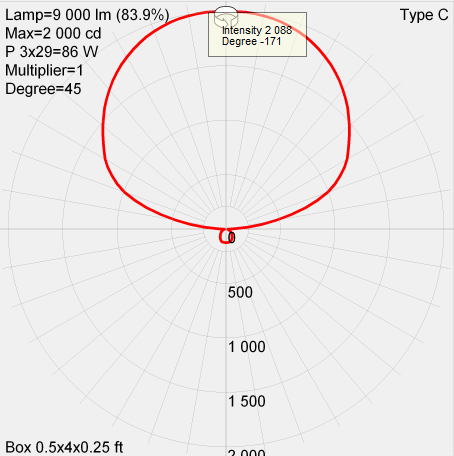 Lamp=9 000 lm (83.9%)
Type C
Max=2 000 cd
P 3x29=86 W
Multiplier=1
Degree=45
Intensity 2 088
Degree -171
0
500
1 000
1 500
2 000
Box 0.5x4x0.25 ft